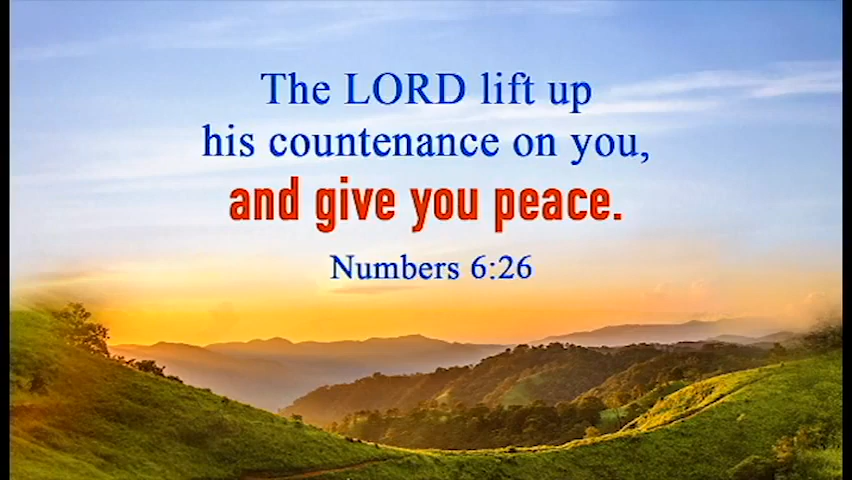 The LORD lift up
his countenance on you,
and give you peace.
Numbers 6:26